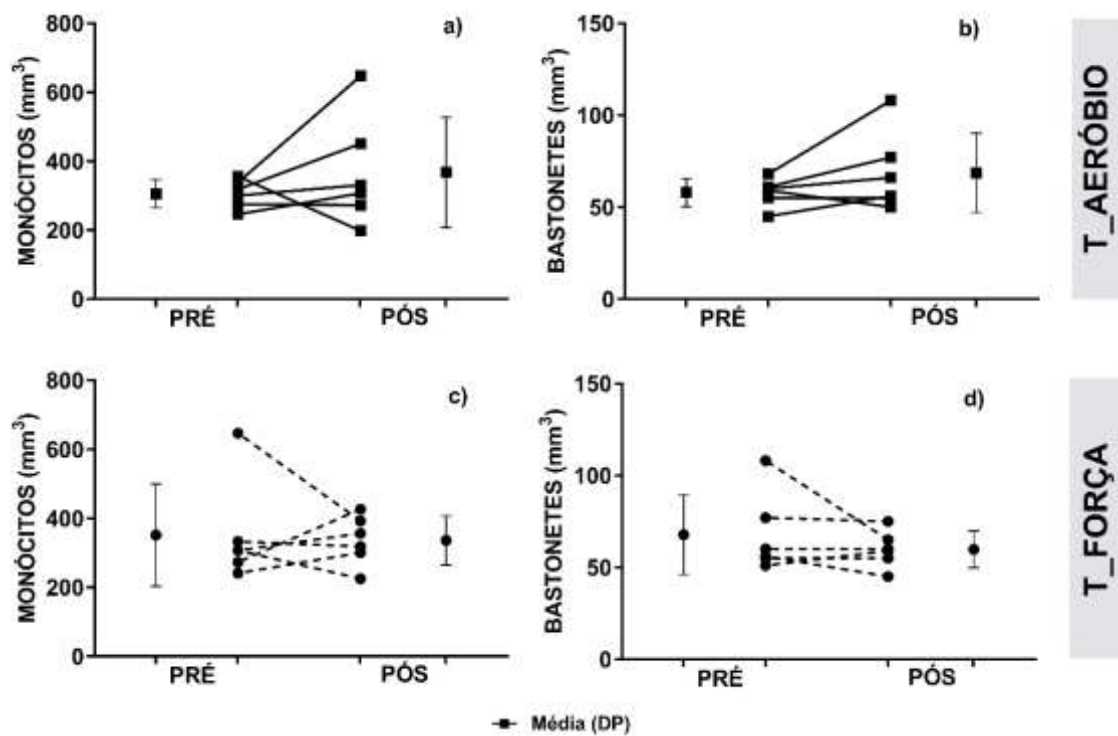 a)
MONÓCITOS (mm³)
800
600
400
200
0
PRÉ PÓS
b)
BASTONETES (mm³)
150
100
50
0
PRÉ PÓS
T_AERÓBIO
c)
MONÓCITOS (mm³)
800
600
400
200
0
PRÉ PÓS
d)
BASTONETES (mm³)
150
100
50
0
PRÉ PÓS
T_FORÇA
Média (DP)